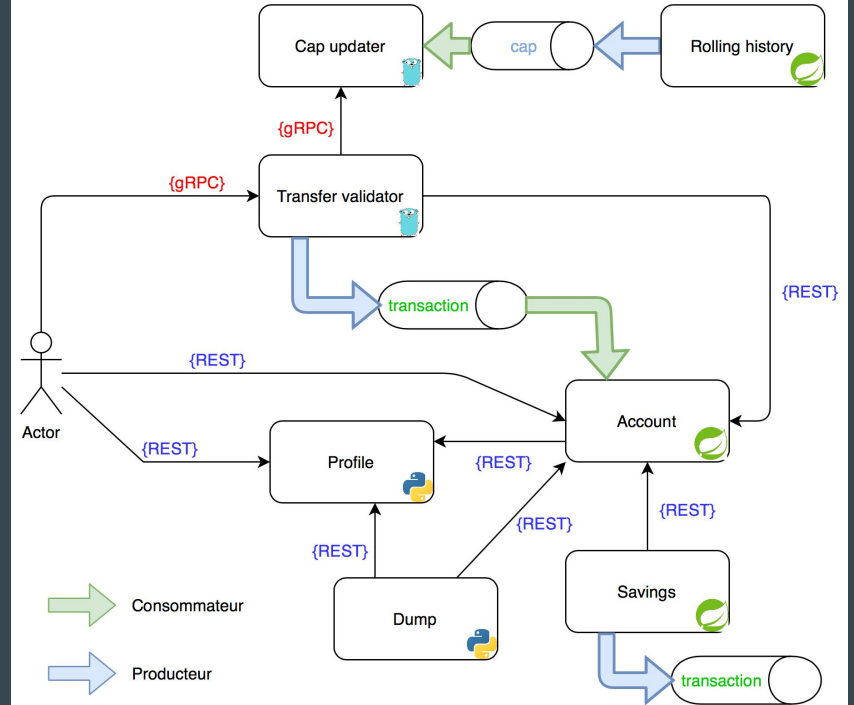 Cap updater
cap
Rolling history
{gRPC}
{gRPC}
Transfer validator
transaction
{REST}
{REST}
Actor
Account
{REST}
Profile
{REST}
{REST}
{REST}
{REST}
Consommateur
Dump
Savings
Producteur
transaction